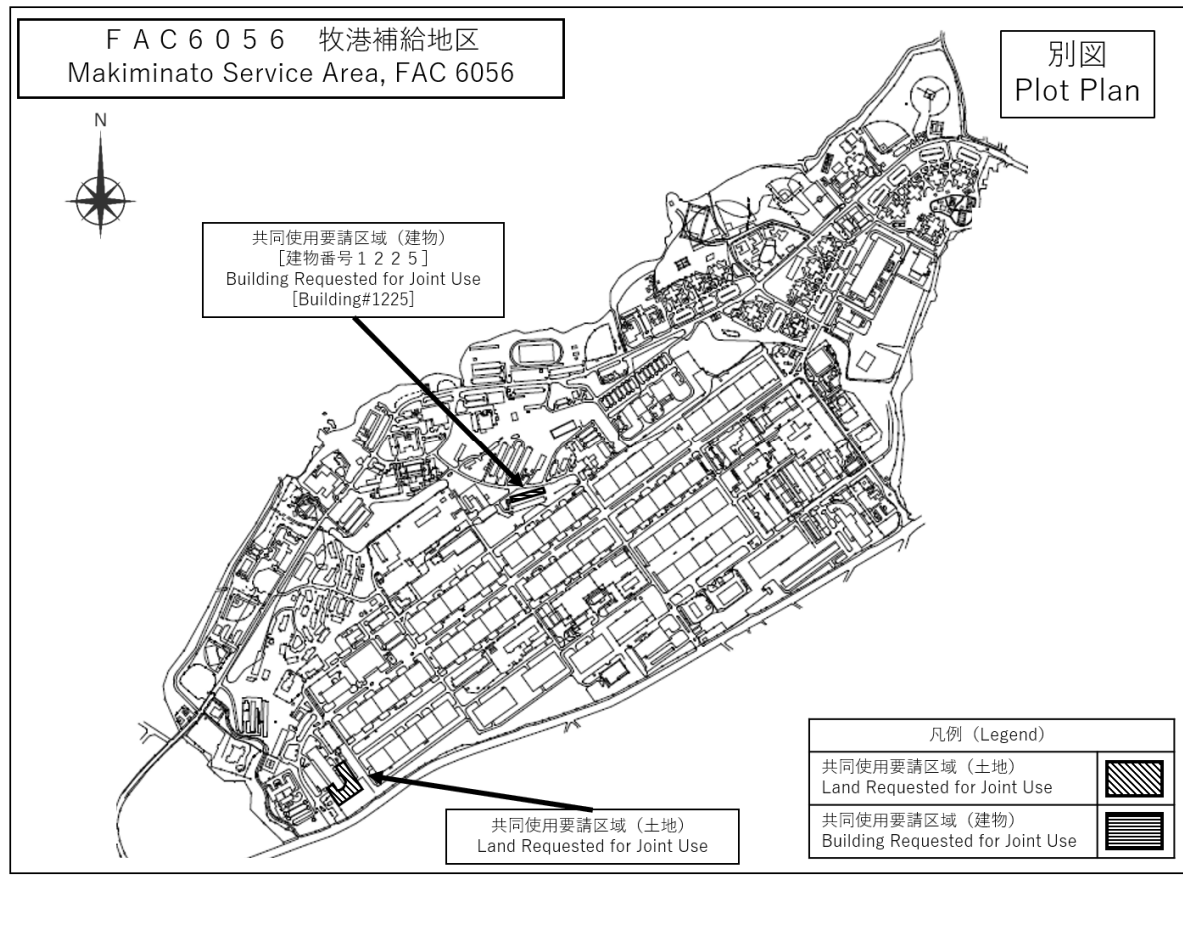 ＦＡＣ６０５６　牧港補給地区
Makiminato Service Area, FAC 6056
別図
Plot Plan
N
共同使用要請区域（建物）
[建物番号１２２５]
Building Requested for Joint Use
[Building#1225]
共同使用要請区域（土地）
Land Requested for Joint Use
凡例（Legend）
共同使用要請区域（土地）
Land Requested for Joint Use
共同使用要請区域（建物）
Building Requested for Joint Use